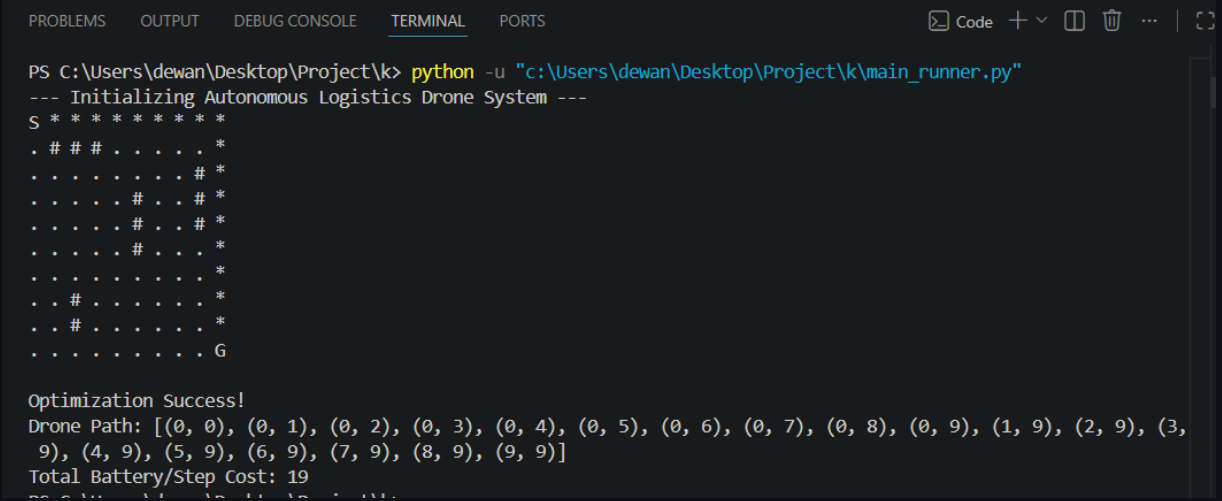 PROBLEMS OUTPUT DEBUG CONSOLE TERMINAL PORTS Code
PS C:\Users\dewan\Desktop\Project\k> python -u "c:\Users\dewan\Desktop\Project\k\main_runner.py"
--- Initializing Autonomous Logistics Drone System ---
S * * * * * * * * *
. # # # . . . . . *
. . . . . . . . # *
. . . . . # . . # *
. . . . . # . . # *
. . . . . # . . . *
. . . . . . . . . *
. . # . . . . . . *
. . # . . . . . . *
. . . . . . . . . G
Optimization Success!
Drone Path: [(0, 0), (0, 1), (0, 2), (0, 3), (0, 4), (0, 5), (0, 6), (0, 7), (0, 8), (0, 9), (1, 9), (2, 9), (3,
 9), (4, 9), (5, 9), (6, 9), (7, 9), (8, 9), (9, 9)]
Total Battery/Step Cost: 19